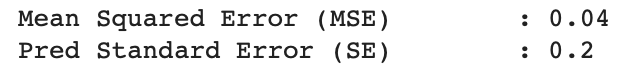 Mean Squared Error (MSE) : 0.04
Pred Standard Error (SE) : 0.2